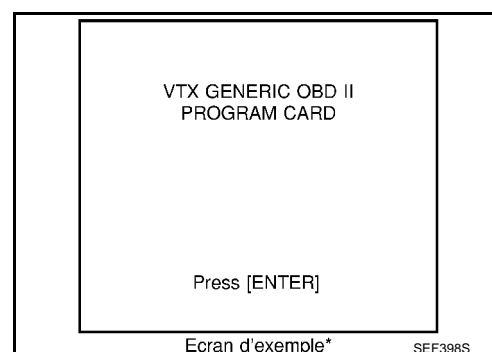 VTX GENERIC OBD II
PROGRAM CARD
Press [ENTER]
Ecran d'exemple*
SEF398S